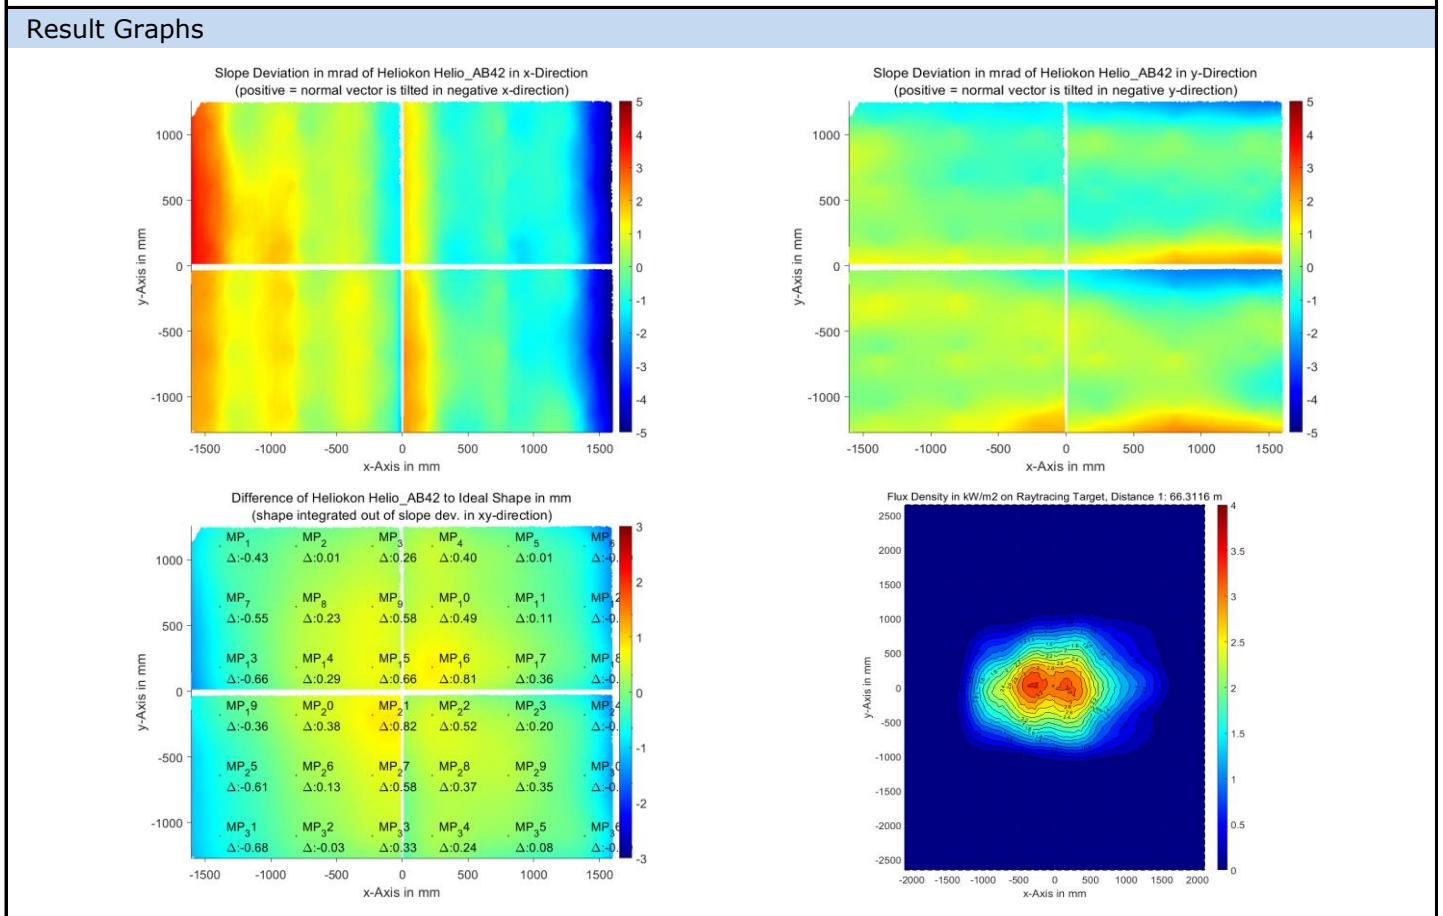 Result Graphs
Slope Deviation in mrad of Heliokon Helio_AB42 in x-Direction
(positive = normal vector is tilted in negative x-direction)
1000
500
0
-500
-1000
y-Axis in mm
-1500 -1000 -500 0 500 1000 1500
x-Axis in mm
5
4
3
2
1
0
-1
-2
-3
-4
-5
Slope Deviation in mrad of Heliokon Helio_AB42 in y-Direction
(positive = normal vector is tilted in negative y-direction)
1000
500
0
-500
-1000
y-Axis in mm
-1500 -1000 -500 0 500 1000 1500
x-Axis in mm
5
4
3
2
1
0
-1
-2
-3
-4
-5
Difference of Heliokon Helio_AB42 to Ideal Shape in mm
(shape integrated out of slope dev. in xy-direction)
1000
500
0
-500
-1000
y-Axis in mm
MP1 MP2 MP3 MP4 MP5
Δ:-0.43 Δ:0.01 Δ:0.26 Δ:0.40 Δ:0.01 Δ:-0.
MP7 MP8 MP9 MP10 MP11 MP12
Δ:-0.55 Δ:0.23 Δ:0.58 Δ:0.49 Δ:0.11 Δ:-0.
MP13 MP14 MP15 MP16 MP17 MP18
Δ:-0.66 Δ:0.29 Δ:0.66 Δ:0.81 Δ:0.36 Δ:-0.
MP19 MP20 MP21 MP22 MP23 MP24
Δ:-0.36 Δ:0.38 Δ:0.82 Δ:0.52 Δ:0.20 Δ:-0.
MP25 MP26 MP27 MP28 MP29 MP30
Δ:-0.61 Δ:0.13 Δ:0.58 Δ:0.37 Δ:0.35 Δ:-0.
MP31 MP32 MP33 MP34 MP35 MP36
Δ:-0.68 Δ:-0.03 Δ:0.33 Δ:0.24 Δ:0.08 Δ:-0.
-1500 -1000 -500 0 500 1000 1500
x-Axis in mm
3
2
1
0
-1
-2
-3
Flux Density in kW/m2 on Raytracing Target, Distance 1: 66.3116 m
2500
2000
1500
1000
500
0
-500
-1000
-1500
-2000
-2500
y-Axis in mm
-2000 -1500 -1000 -500 0 500 1000 1500 2000
x-Axis in mm
4
3.5
3
2.5
2
1.5
1
0.5
0